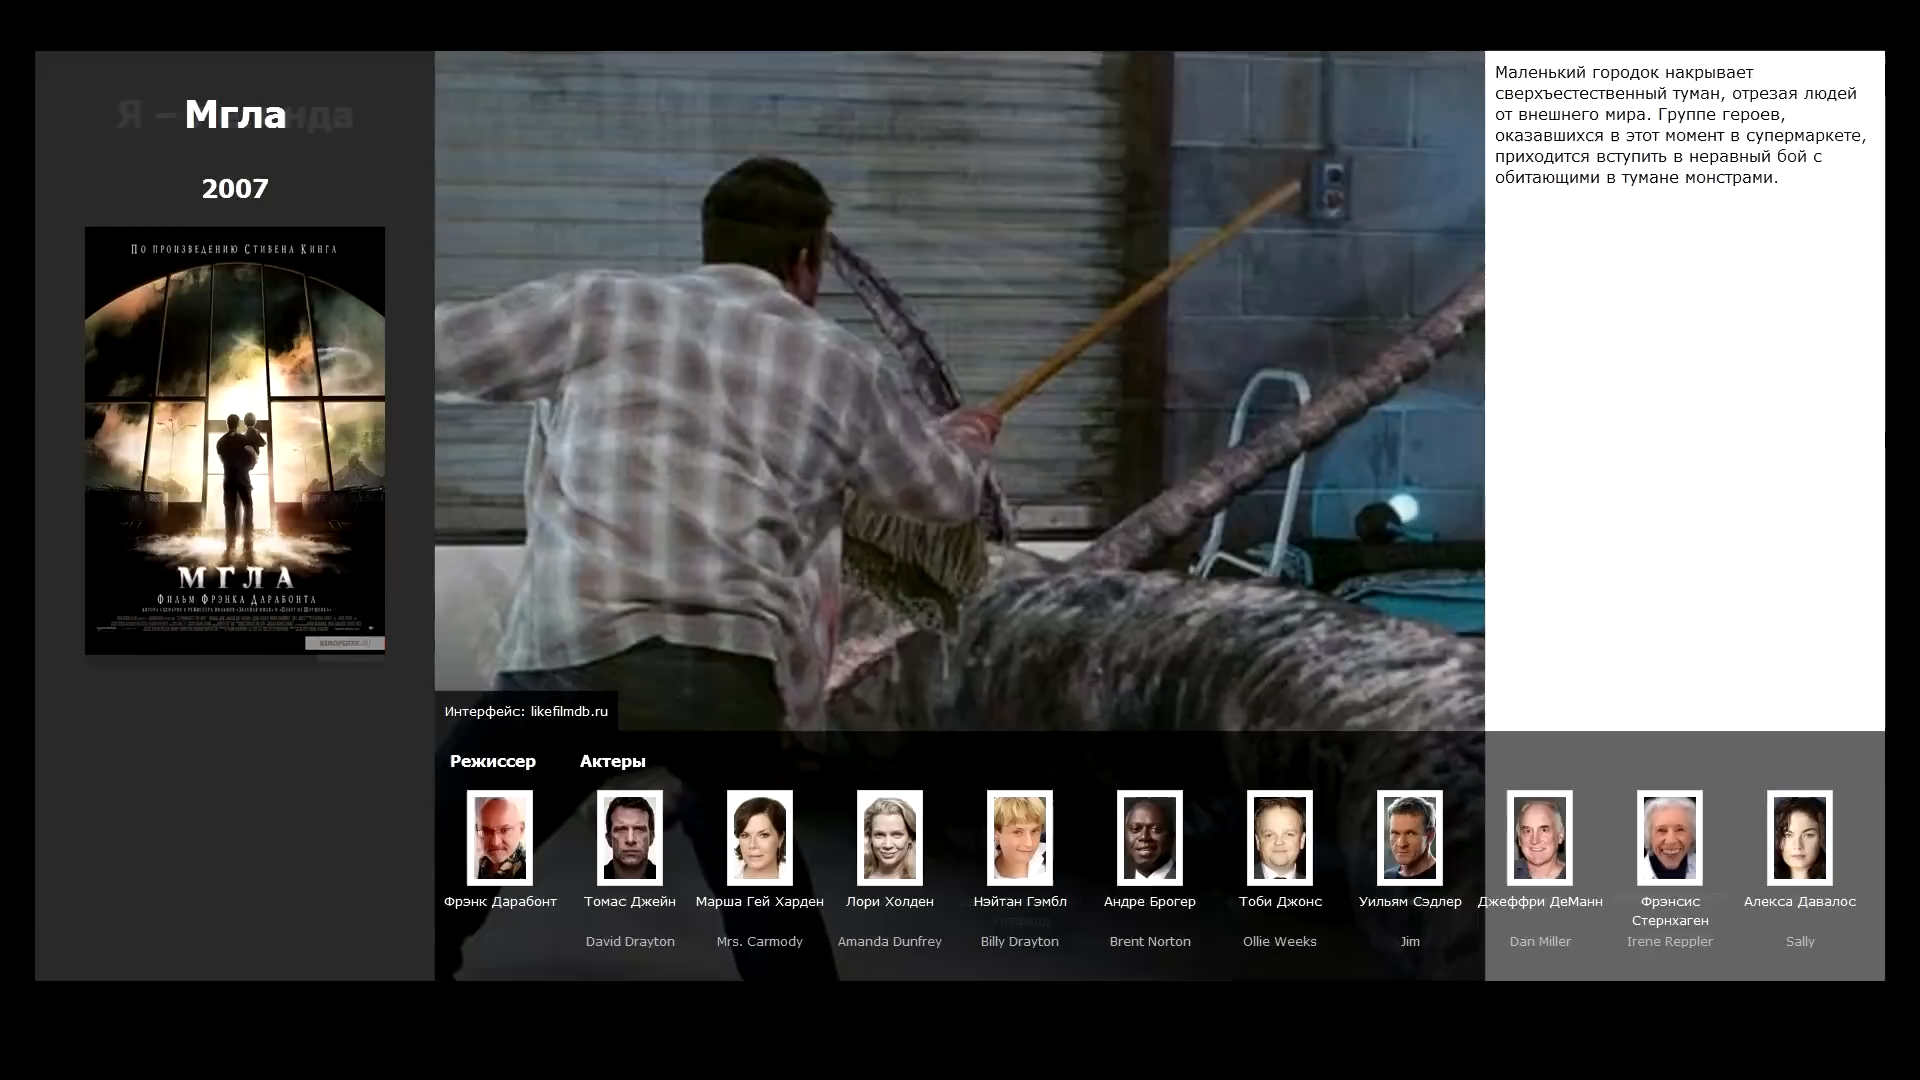 Мгла
2007
По произведению Стивена Кинга
МГЛА
Фильм Фрэнка Дарабонта
Маленький городок накрывает
сверхъестественный туман, отрезая людей
от внешнего мира. Группе героев,
оказавшихся в этот момент в супермаркете,
приходится вступить в неравный бой с
обитающими в тумане монстрами.
Интерфейс: likefilmdb.ru
Режиссер
Актеры
Фрэнк Дарабонт
Томас Джейн
Марша Гей Харден
Лори Холден
Нэйтан Гэмбл
Андре Брогер
Тоби Джонс
Уильям Сэдлер
Джеффри ДеМанн
Фрэнсис
Стернхаген
Алекса Давалос
David Drayton
Mrs. Carmody
Amanda Dunfrey
Billy Drayton
Brent Norton
Ollie Weeks
Jim
Dan Miller
Irene Reppler
Sally